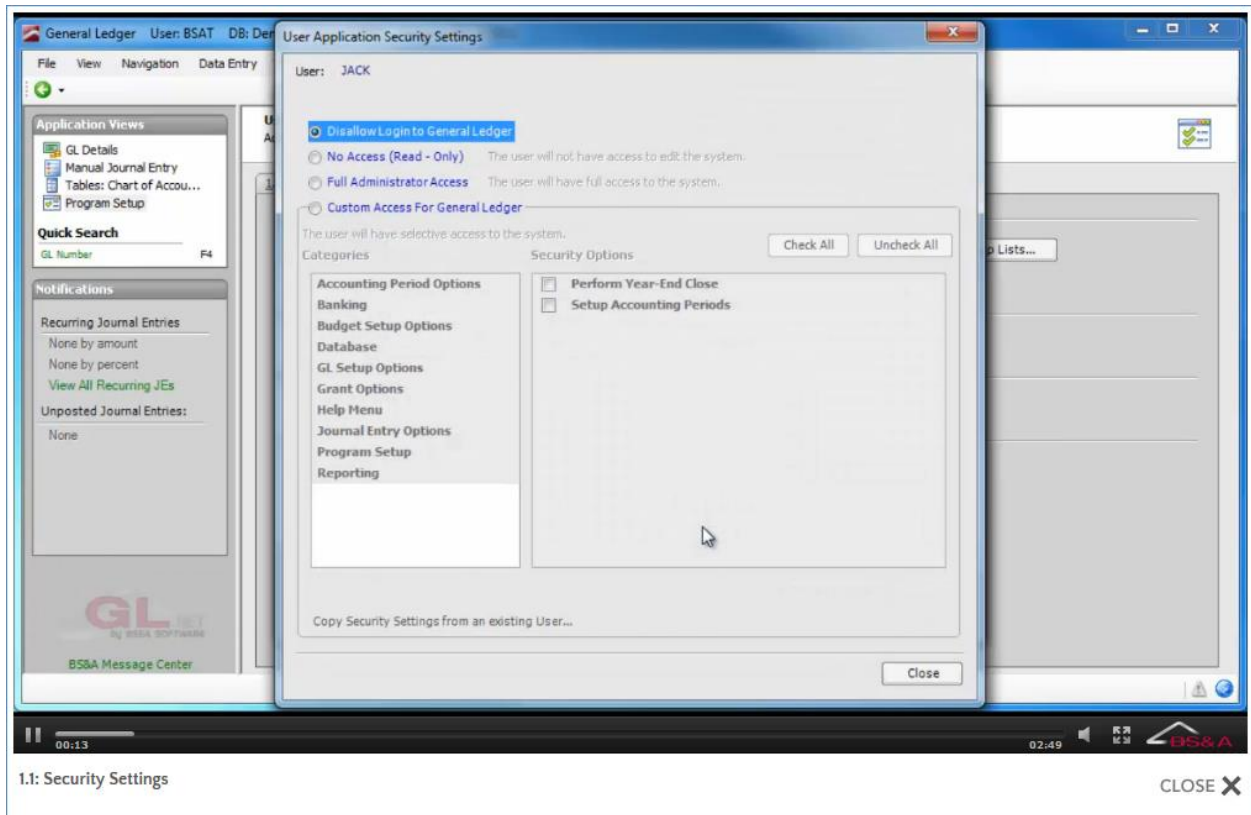 General Ledger User: BSAT DB: Der
User Application Security Settings
File View Navigation Data Entry
User: JACK
Application Views
GL Details
Manual Journal Entry
Tables: Chart of Accou...
Program Setup
Quick Search
GL Number F4
Notifications
Recurring Journal Entries
None by amount
None by percent
View All Recurring JEs
Unposted Journal Entries:
None
GL.NET
by BS&A SOFTWARE
BS&A Message Center
Disallow Login to General Ledger
No Access (Read - Only) The user will not have access to edit the system.
Full Administrator Access The user will have full access to the system.
Custom Access For General Ledger
The user will have selective access to the system.
Check All Uncheck All
Categories Security Options
Accounting Period Options
Banking
Budget Setup Options
Database
GL Setup Options
Grant Options
Help Menu
Journal Entry Options
Program Setup
Reporting
Perform Year-End Close
Setup Accounting Periods
Copy Security Settings from an existing User...
Close
p Lists...
00:13
02:49
BS&A
1.1: Security Settings
CLOSE